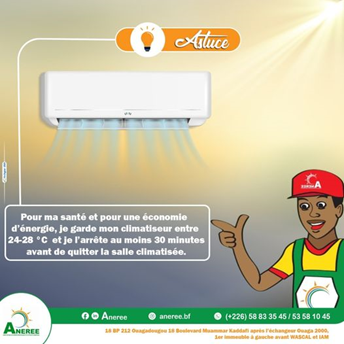 Astuce
Pour ma santé et pour une économie
d'énergie, je garde mon climatiseur entre
24-28 °C et je l'arrête au moins 30 minutes
avant de quitter la salle climatisée.
ANEREE
Aneree
aneree.bf
(+226) 58 83 35 45 / 53 58 10 45
10 BP 212 Ouagadougou 10 Boulevard Mouammar Kaddafi après l'échangeur Ouaga 2000,
1er immeuble à gauche avant WASCAL et IAM